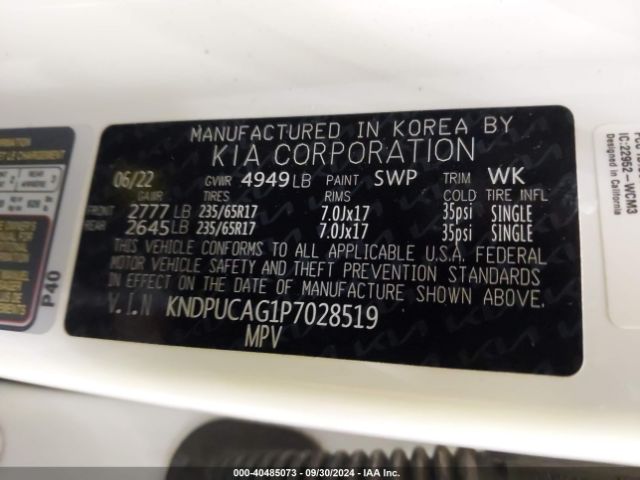 MANUFACTURED IN KOREA BY
KIA CORPORATION
06/22 GVWR 4949 LB PAINT SWP TRIM WK
GAWR TIRES RIMS COLD TIRE INFL
FRONT 2777 LB 235/65R17 7.0Jx17 35psi SINGLE
REAR 2645 LB 235/65R17 7.0Jx17 35psi SINGLE
THIS VEHICLE CONFORMS TO ALL APPLICABLE U.S.A. FEDERAL
MOTOR VEHICLE SAFETY AND THEFT PREVENTION STANDARDS
IN EFFECT ON THE DATE OF MANUFACTURE SHOWN ABOVE.
V.I.N KNDPUCAG1P7028519
MPV
P40
IC:22952-WCM3
Designed in California
000-40485073 - 09/30/2024 - IAA Inc.